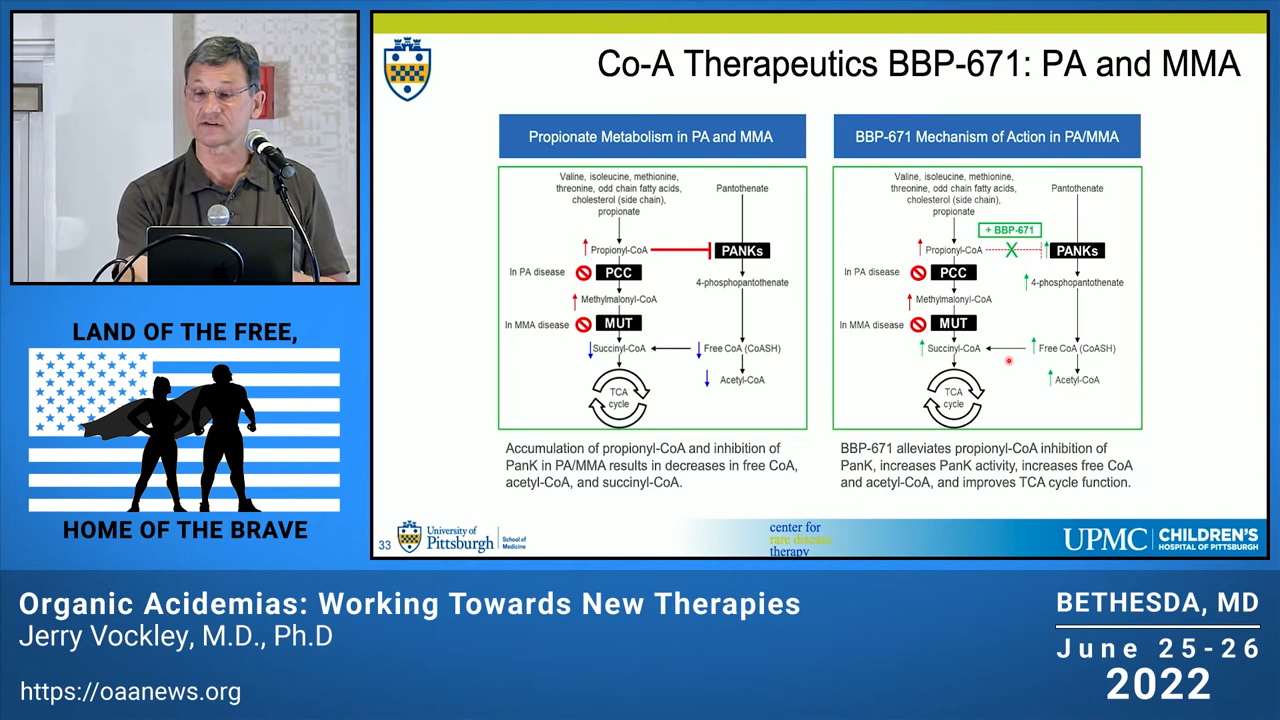 Co-A Therapeutics BBP-671: PA and MMA
Propionate Metabolism in PA and MMA
Valine, isoleucine, methionine,
threonine, odd chain fatty acids,
cholesterol (side chain),
propionate
Pantothenate
Propionyl-CoA
PANKs
In PA disease
PCC
4-phosphopantothenate
Methylmalonyl-CoA
In MMA disease
MUT
Succinyl-CoA
Free CoA (CoASH)
TCA
cycle
Acetyl-CoA
Accumulation of propionyl-CoA and inhibition of
PanK in PA/MMA results in decreases in free CoA,
acetyl-CoA, and succinyl-CoA.
BBP-671 Mechanism of Action in PA/MMA
Valine, isoleucine, methionine,
threonine, odd chain fatty acids,
cholesterol (side chain),
propionate
Pantothenate
+ BBP-671
Propionyl-CoA
X
PANKs
In PA disease
PCC
4-phosphopantothenate
Methylmalonyl-CoA
In MMA disease
MUT
Succinyl-CoA
Free CoA (CoASH)
TCA
cycle
Acetyl-CoA
BBP-671 alleviates propionyl-CoA inhibition of
PanK, increases PanK activity, increases free CoA
and acetyl-CoA, and improves TCA cycle function.
33
University of
Pittsburgh
School of
Medicine
center for
rare disease
therapy
UPMC
CHILDREN'S
HOSPITAL OF PITTSBURGH
LAND OF THE FREE,
HOME OF THE BRAVE
Organic Acidemias: Working Towards New Therapies
Jerry Vockley, M.D., Ph.D
https://oaanews.org
BETHESDA, MD
June 25-26
2022